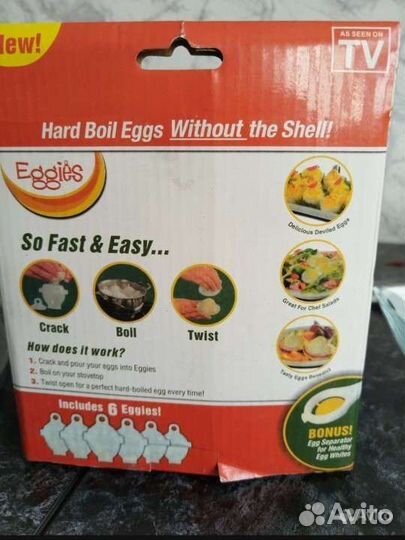 New!
AS SEEN ON
TV
Hard Boil Eggs Without the Shell!
Eggies
Delicious Deviled Eggs
So Fast & Easy...
Great For Chef Salads
Crack
Boil
Twist
How does it work?
1. Crack and pour your eggs into Eggies
2. Boil on your stovetop
3. Twist open for a perfect hard-boiled egg every time!
Tasty Eggs Benedict
Includes 6 Eggies!
BONUS!
Egg Separator
for Healthy
Egg Whites
Avito